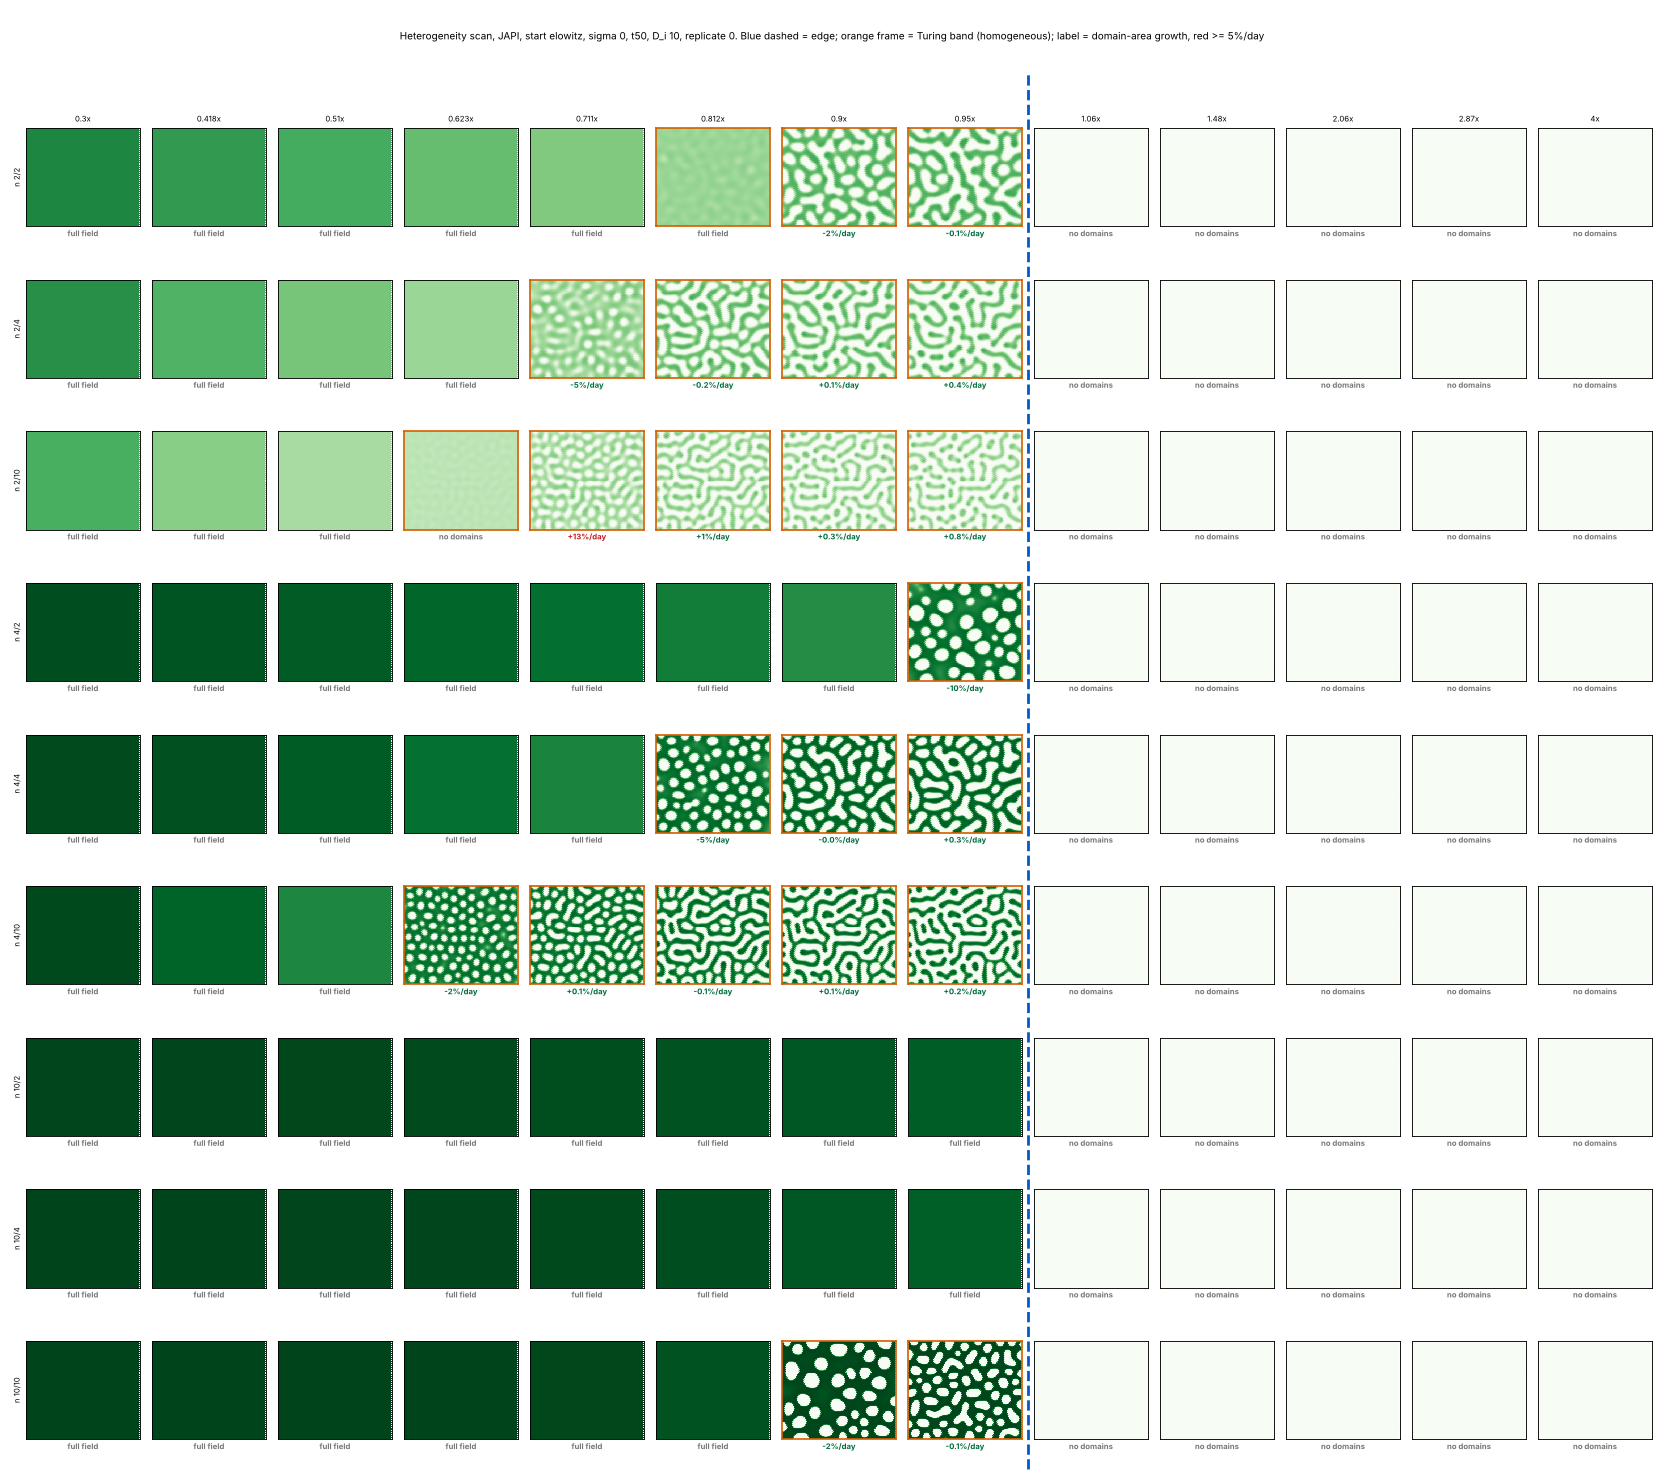 Heterogeneity scan, JAPI, start elowitz, sigma 0, t50, D_i 10, replicate 0. Blue dashed = edge; orange frame = Turing band (homogeneous); label = domain-area growth, red >= 5%/day
0.3x 0.418x 0.51x 0.623x 0.711x 0.812x 0.9x 0.95x 1.06x 1.48x 2.06x 2.87x 4x
n 2/2
full field full field full field full field full field full field -2%/day -0.1%/day no domains no domains no domains no domains no domains
n 2/4
full field full field full field full field -5%/day -0.2%/day +0.1%/day +0.4%/day no domains no domains no domains no domains no domains
n 2/10
full field full field full field no domains +13%/day +1%/day +0.3%/day +0.8%/day no domains no domains no domains no domains no domains
n 4/2
full field full field full field full field full field full field full field -10%/day no domains no domains no domains no domains no domains
n 4/4
full field full field full field full field full field -5%/day -0.0%/day +0.3%/day no domains no domains no domains no domains no domains
n 4/10
full field full field full field -2%/day +0.1%/day -0.1%/day +0.1%/day +0.2%/day no domains no domains no domains no domains no domains
n 10/2
full field full field full field full field full field full field full field full field no domains no domains no domains no domains no domains
n 10/4
full field full field full field full field full field full field full field full field no domains no domains no domains no domains no domains
n 10/10
full field full field full field full field full field full field -2%/day -0.1%/day no domains no domains no domains no domains no domains